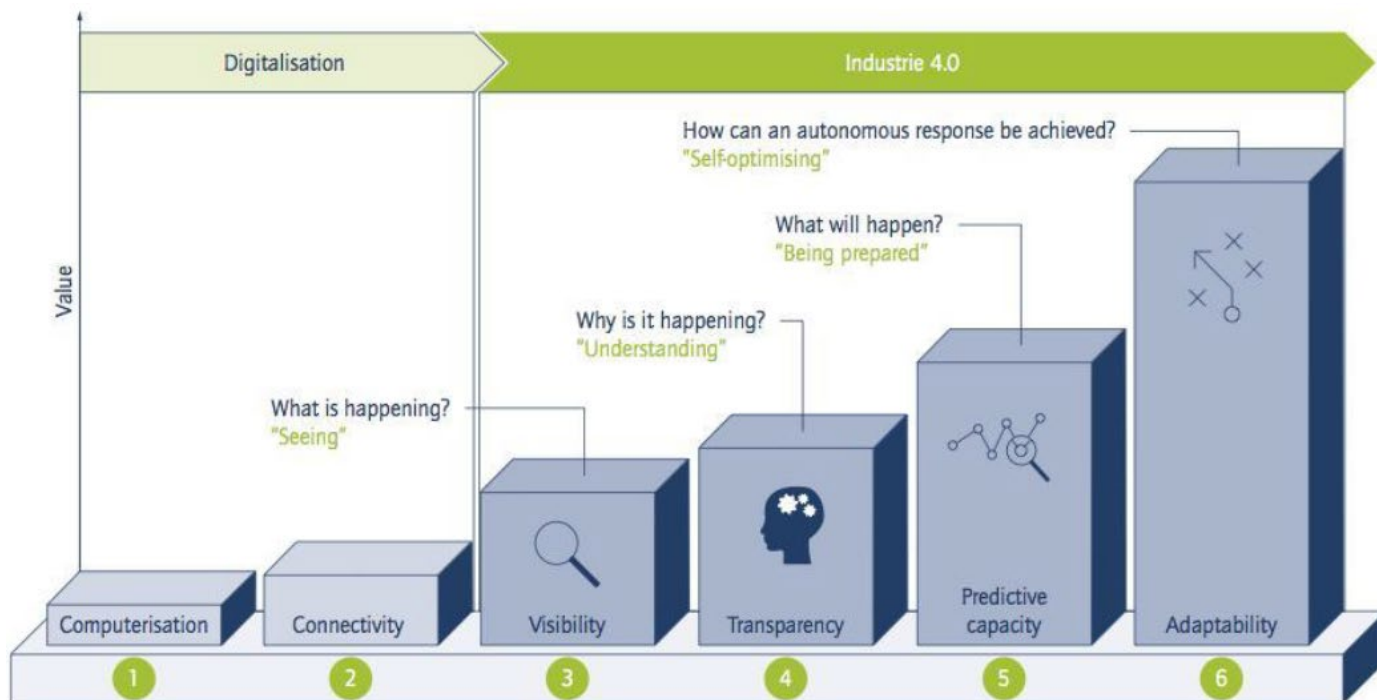 Digitalisation
Industrie 4.0
How can an autonomous response be achieved?
"Self-optimising"
What will happen?
"Being prepared"
Why is it happening?
"Understanding"
What is happening?
"Seeing"
Value
Computerisation
Connectivity
Visibility
Transparency
Predictive
capacity
Adaptability
1
2
3
4
5
6